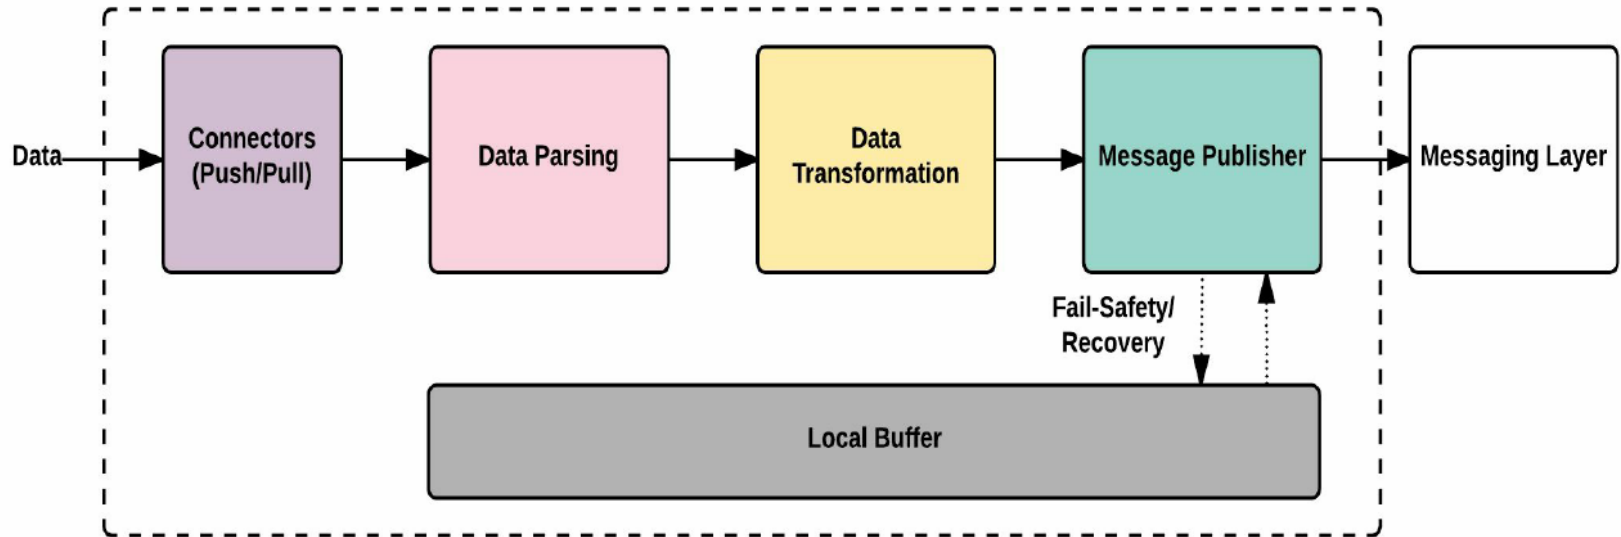 Data
Connectors
(Push/Pull)
Data Parsing
Data
Transformation
Message Publisher
Messaging Layer
Fail-Safety/
Recovery
Local Buffer